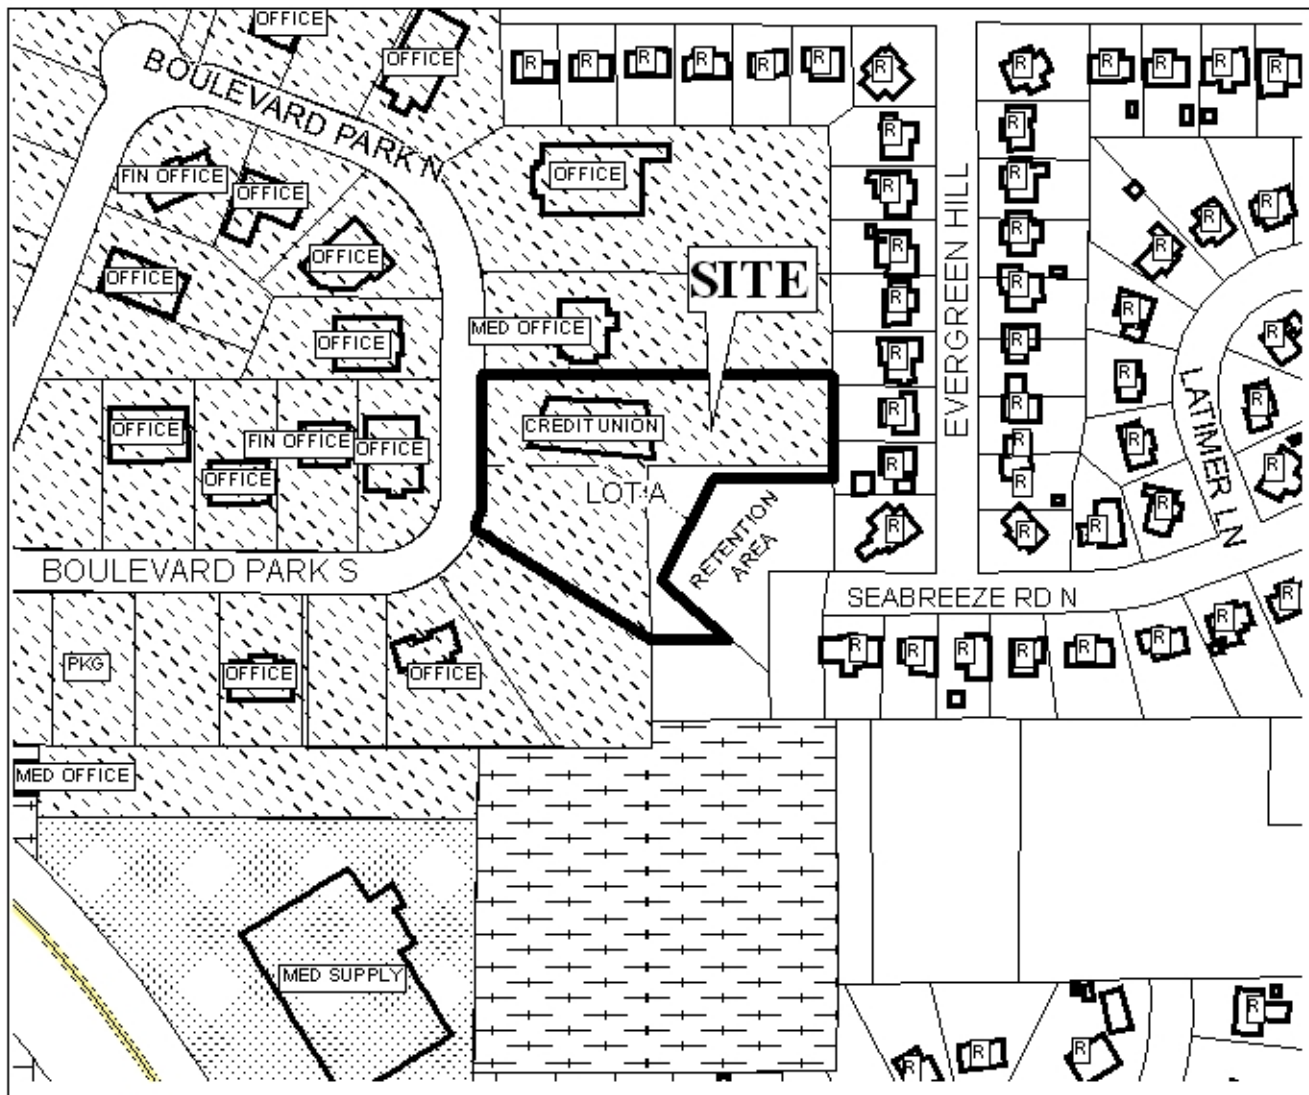 OFFICE
OFFICE
BOULEVARD PARK N
R R R R R R R
R R R R R
R
R
OFFICE
FIN OFFICE
OFFICE
R
R
R
R
R
EVERGREEN HILL
OFFICE
R
R
R
OFFICE
SITE
R
R
R
MED OFFICE
R
OFFICE
R
R
R
R
LATIMER LN
R
R
R
CREDIT UNION
OFFICE
FIN OFFICE
OFFICE
R
R
R
R
OFFICE
LOT A
R
R
RETENTION
AREA
R
R
R
BOULEVARD PARK S
SEABREEZE RD N
R
R
R R R R R R
PKG
OFFICE
OFFICE
MED OFFICE
MED SUPPLY
R
R
R
R